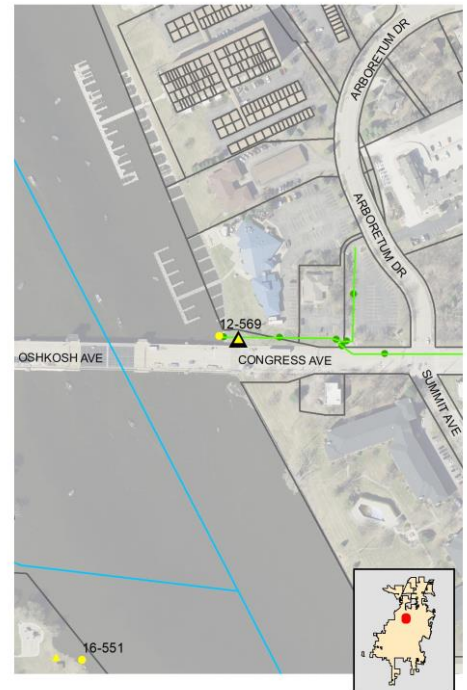 ARBORETUM DR
ARBORETUM DR
12-569
OSHKOSH AVE
CONGRESS AVE
SUMMIT AVE
16-551